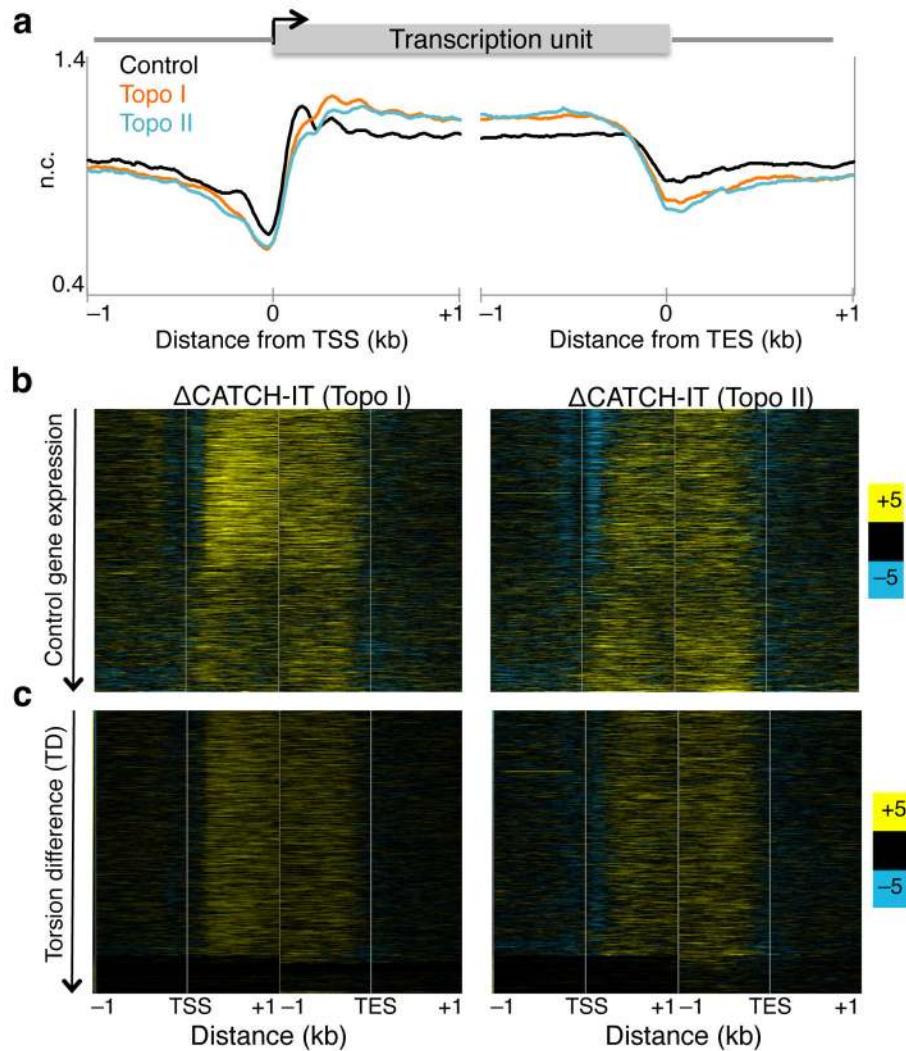 a
Transcription unit
1.4
Control
Topo I
Topo II
n.c.
0.4
–1 0 +1 –1 0 +1
Distance from TSS (kb) Distance from TES (kb)
b
ΔCATCH-IT (Topo I) ΔCATCH-IT (Topo II)
Control gene expression
+5
–5
c
Torsion difference (TD)
+5
–5
–1 TSS +1 –1 TES +1 –1 TSS +1 –1 TES +1
Distance (kb) Distance (kb)